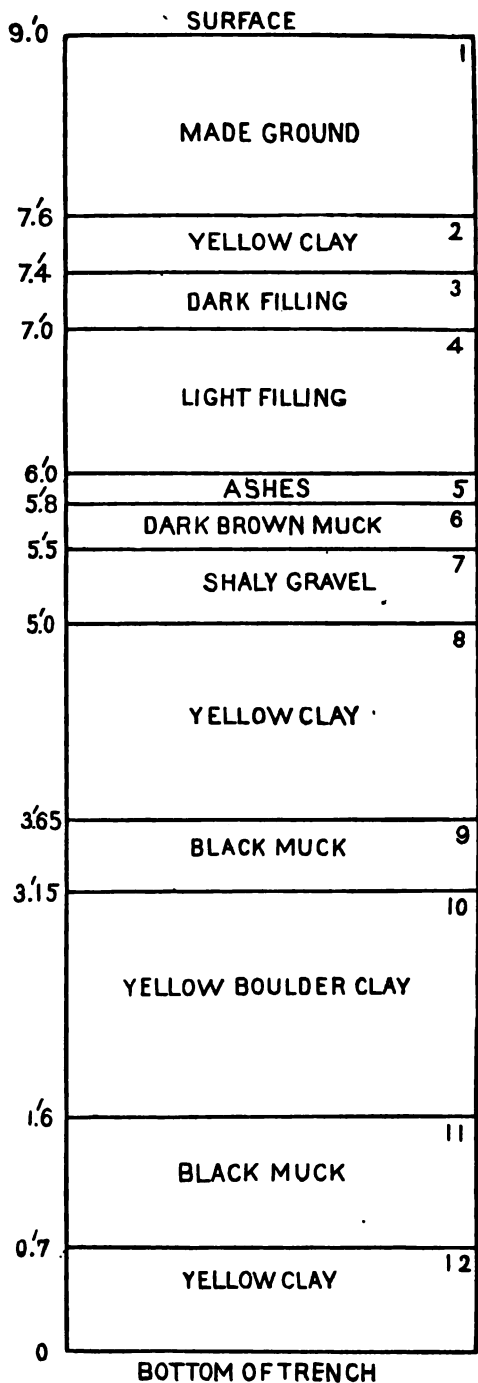 SURFACE
9.′0
1
MADE GROUND
7.′6
YELLOW CLAY 2
7.′4
DARK FILLING 3
7.′0
4
LIGHT FILLING
6.′0
ASHES 5
5.′8
DARK BROWN MUCK 6
5.′5
7
SHALY GRAVEL
5.′0
8
YELLOW CLAY
3.′65
9
BLACK MUCK
3.′15
10
YELLOW BOULDER CLAY
1.′6
11
BLACK MUCK
0.′7
12
YELLOW CLAY
0
BOTTOM OF TRENCH